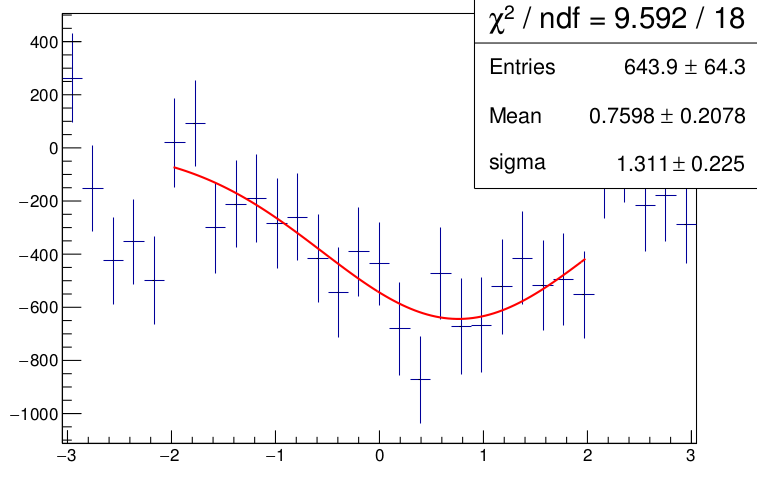 χ² / ndf = 9.592 / 18
Entries 643.9 ± 64.3
Mean 0.7598 ± 0.2078
sigma 1.311± 0.225
400
200
0
−200
−400
−600
−800
−1000
−3 −2 −1 0 1 2 3